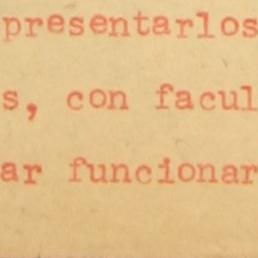 presentarlos
s, con facul
ar funcionar